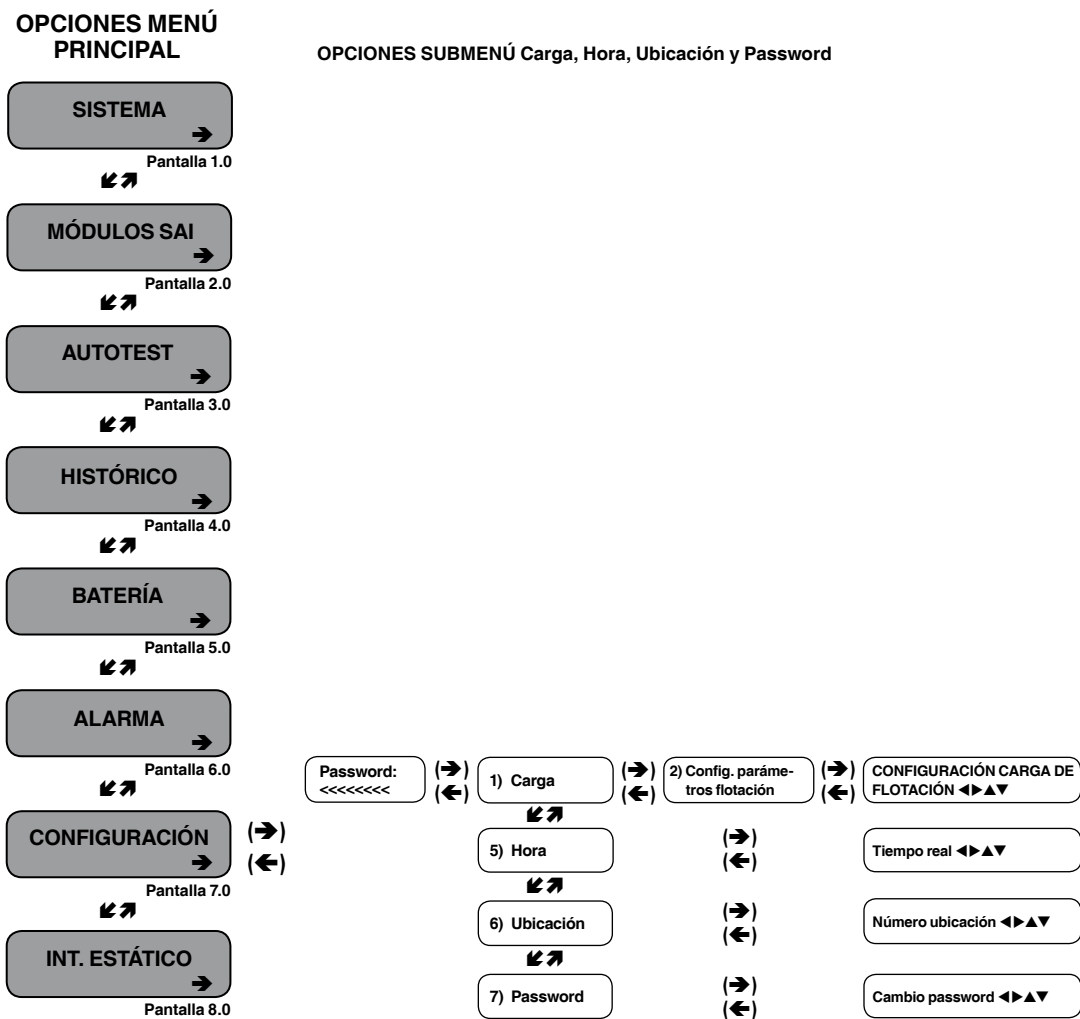 OPCIONES MENÚ
PRINCIPAL
OPCIONES SUBMENÚ Carga, Hora, Ubicación y Password
SISTEMA
➔
Pantalla 1.0
MÓDULOS SAI
➔
Pantalla 2.0
AUTOTEST
➔
Pantalla 3.0
HISTÓRICO
➔
Pantalla 4.0
BATERÍA
➔
Pantalla 5.0
ALARMA
➔
Pantalla 6.0
CONFIGURACIÓN
➔
Pantalla 7.0
INT. ESTÁTICO
➔
Pantalla 8.0
(➔)
(←)
Password:
<<<<<<<<
(➔)
(←)
1) Carga
(➔)
(←)
2) Config. paráme-
tros flotación
(➔)
(←)
CONFIGURACIÓN CARGA DE
FLOTACIÓN ◀▶▲▼
5) Hora
(➔)
(←)
Tiempo real ◀▶▲▼
6) Ubicación
(➔)
(←)
Número ubicación ◀▶▲▼
7) Password
(➔)
(←)
Cambio password ◀▶▲▼